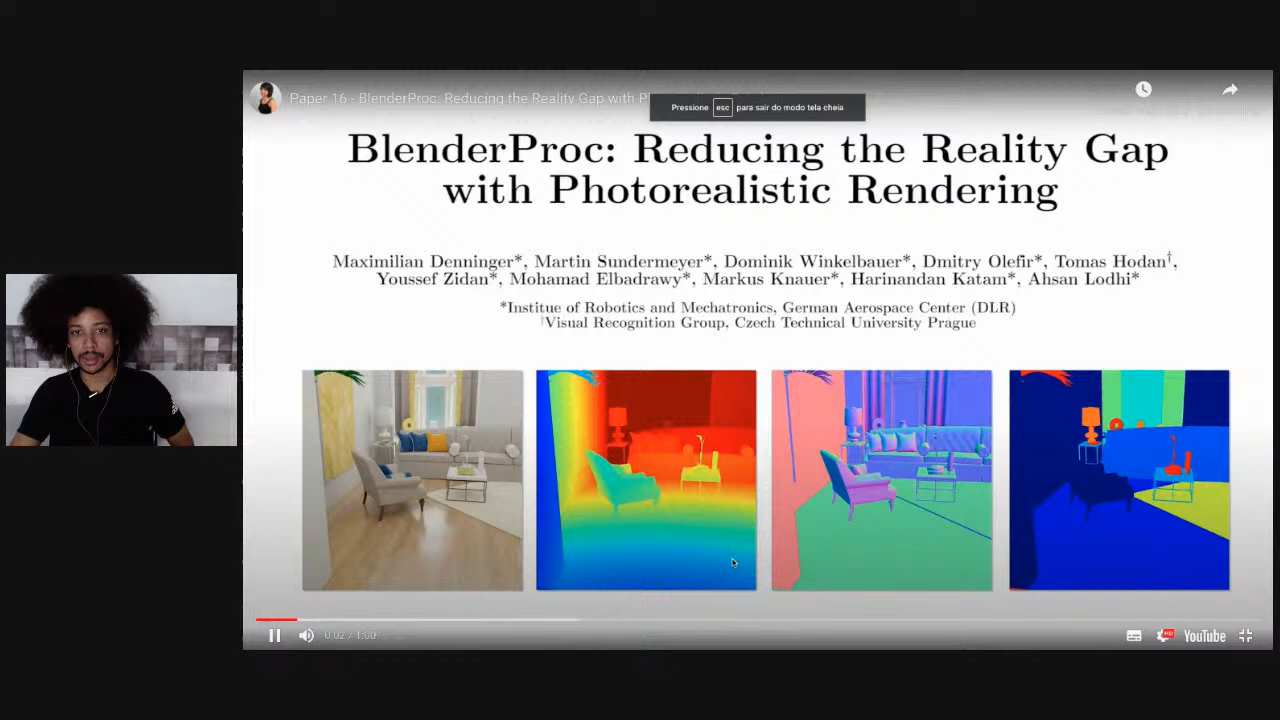 Paper 16 - BlenderProc: Reducing the Reality Gap with
Pressione esc para sair do modo tela cheia
BlenderProc: Reducing the Reality Gap
with Photorealistic Rendering
Maximilian Denninger*, Martin Sundermeyer*, Dominik Winkelbauer*, Dmitry Olefir*, Tomas Hodan†,
Youssef Zidan*, Mohamad Elbadrawy*, Markus Knauer*, Harinandan Katam*, Ahsan Lodhi*
*Institue of Robotics and Mechatronics, German Aerospace Center (DLR)
†Visual Recognition Group, Czech Technical University Prague
0:02 / 1:00
HD
YouTube